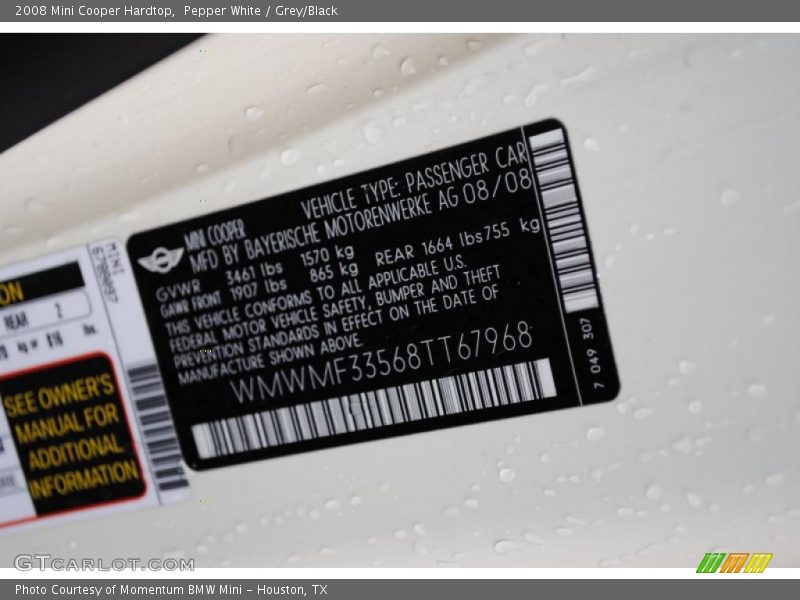 2008 Mini Cooper Hardtop,  Pepper White / Grey/Black
MINI COOPER
VEHICLE TYPE: PASSENGER CAR
MFD BY BAYERISCHE MOTORENWERKE AG 08/08
GVWR 3461 lbs 1570 kg
GAWR FRONT 1907 lbs 865 kg REAR 1664 lbs 755 kg
THIS VEHICLE CONFORMS TO ALL APPLICABLE U.S.
FEDERAL MOTOR VEHICLE SAFETY, BUMPER AND THEFT
PREVENTION STANDARDS IN EFFECT ON THE DATE OF
MANUFACTURE SHOWN ABOVE.
WMWMF33568TT67968
7 049 307
MINI
REAR 2
SEE OWNER'S
MANUAL FOR
ADDITIONAL
INFORMATION
GTCARLOT.COM
Photo Courtesy of Momentum BMW Mini - Houston, TX